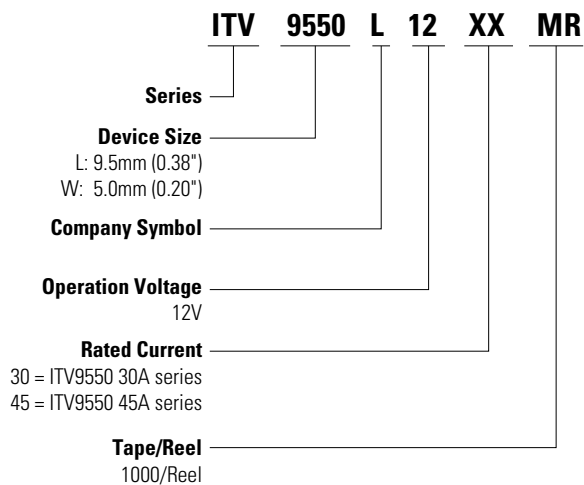 ITV 9550 L 12 XX MR
Series
Device Size
L: 9.5mm (0.38")
W: 5.0mm (0.20")
Company Symbol
Operation Voltage
12V
Rated Current
30 = ITV9550 30A series
45 = ITV9550 45A series
Tape/Reel
1000/Reel